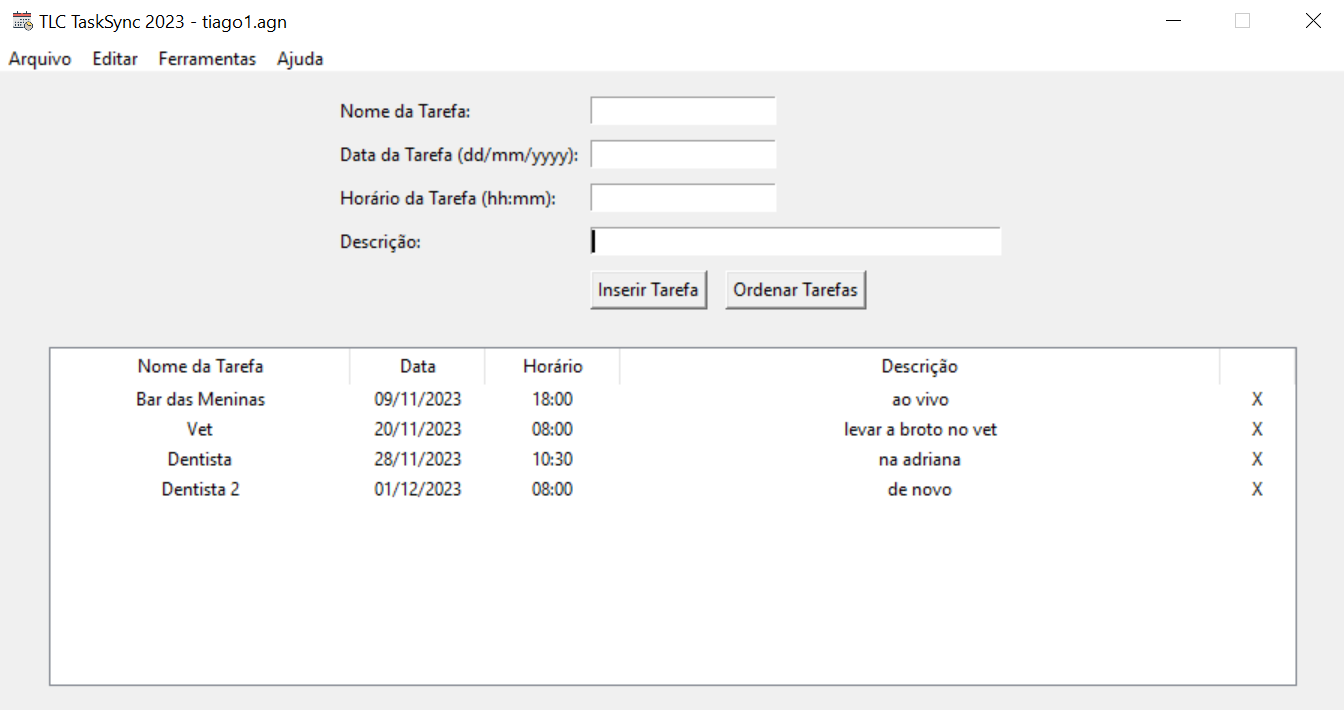 TLC TaskSync 2023 - tiago1.agn
Arquivo Editar Ferramentas Ajuda
Nome da Tarefa:
Data da Tarefa (dd/mm/yyyy):
Horário da Tarefa (hh:mm):
Descrição:
Inserir Tarefa Ordenar Tarefas
Nome da Tarefa Data Horário Descrição
Bar das Meninas 09/11/2023 18:00 ao vivo X
Vet 20/11/2023 08:00 levar a broto no vet X
Dentista 28/11/2023 10:30 na adriana X
Dentista 2 01/12/2023 08:00 de novo X